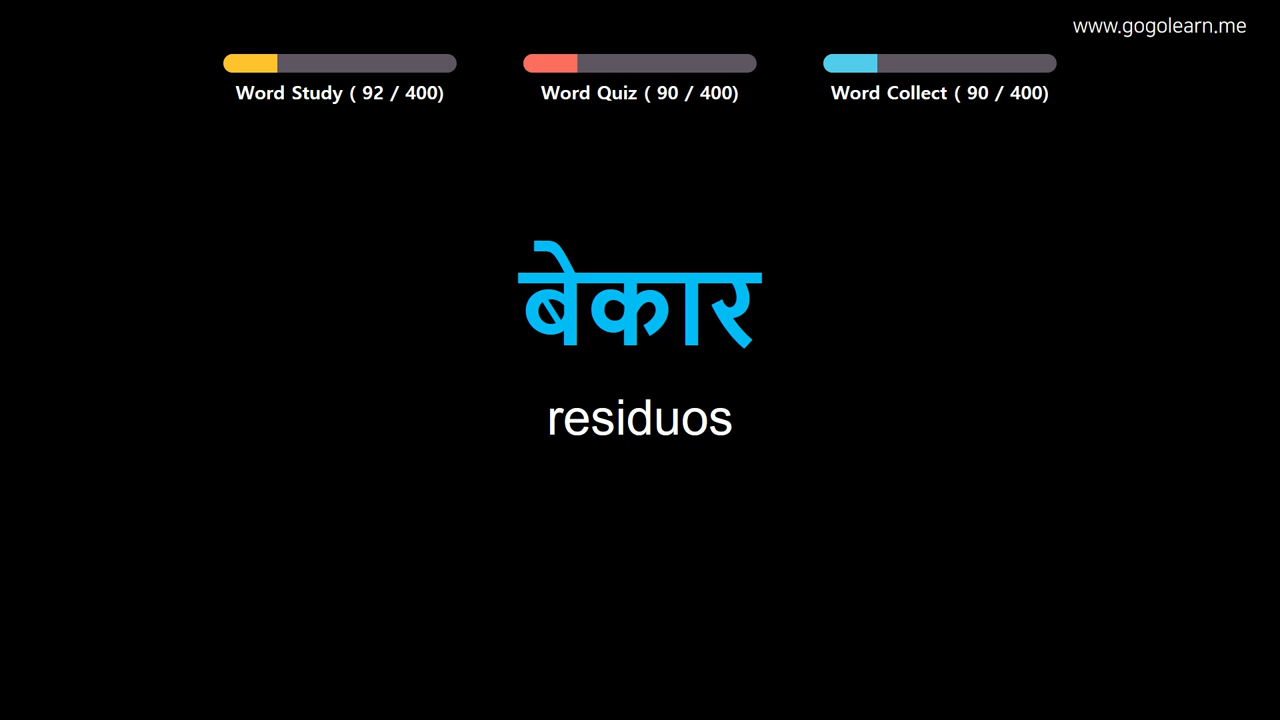 www.gogolearn.me
Word Study ( 92 / 400)
Word Quiz ( 90 / 400)
Word Collect ( 90 / 400)
बेकार
residuos